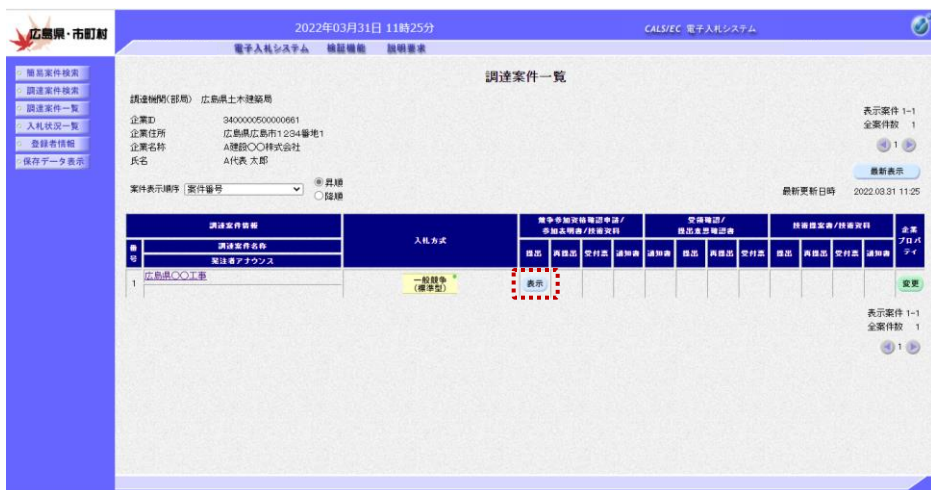 広島県・市町村
2022年03月31日 11時25分
CALS/EC 電子入札システム
電子入札システム 検証機能 説明要求
簡易案件検索
調達案件検索
調達案件一覧
入札状況一覧
登録者情報
保存データ表示
調達案件一覧
調達機関(部局) 広島県土木建築局
企業ID 3400000500000661
企業住所 広島県広島市1234番地1
企業名称 A建設〇〇株式会社
氏名 A代表 太郎
表示案件 1-1
全案件数 1
1
最新表示
案件表示順序 案件番号
昇順
降順
最新更新日時 2022.03.31 11:25
調達案件情報
入札方式
競争参加資格確認申請/
参加表明書/技術資料
受領確認/
提出意思確認書
技術提案書/技術資料
企業プロパティ
番号
調達案件名称
発注者アナウンス
提出 再提出 受付票 通知書 通知書 提出 再提出 受付票 提出 再提出 受付票 通知書
1 広島県〇〇工事
一般競争
(標準型)
表示
変更
表示案件 1-1
全案件数 1
1